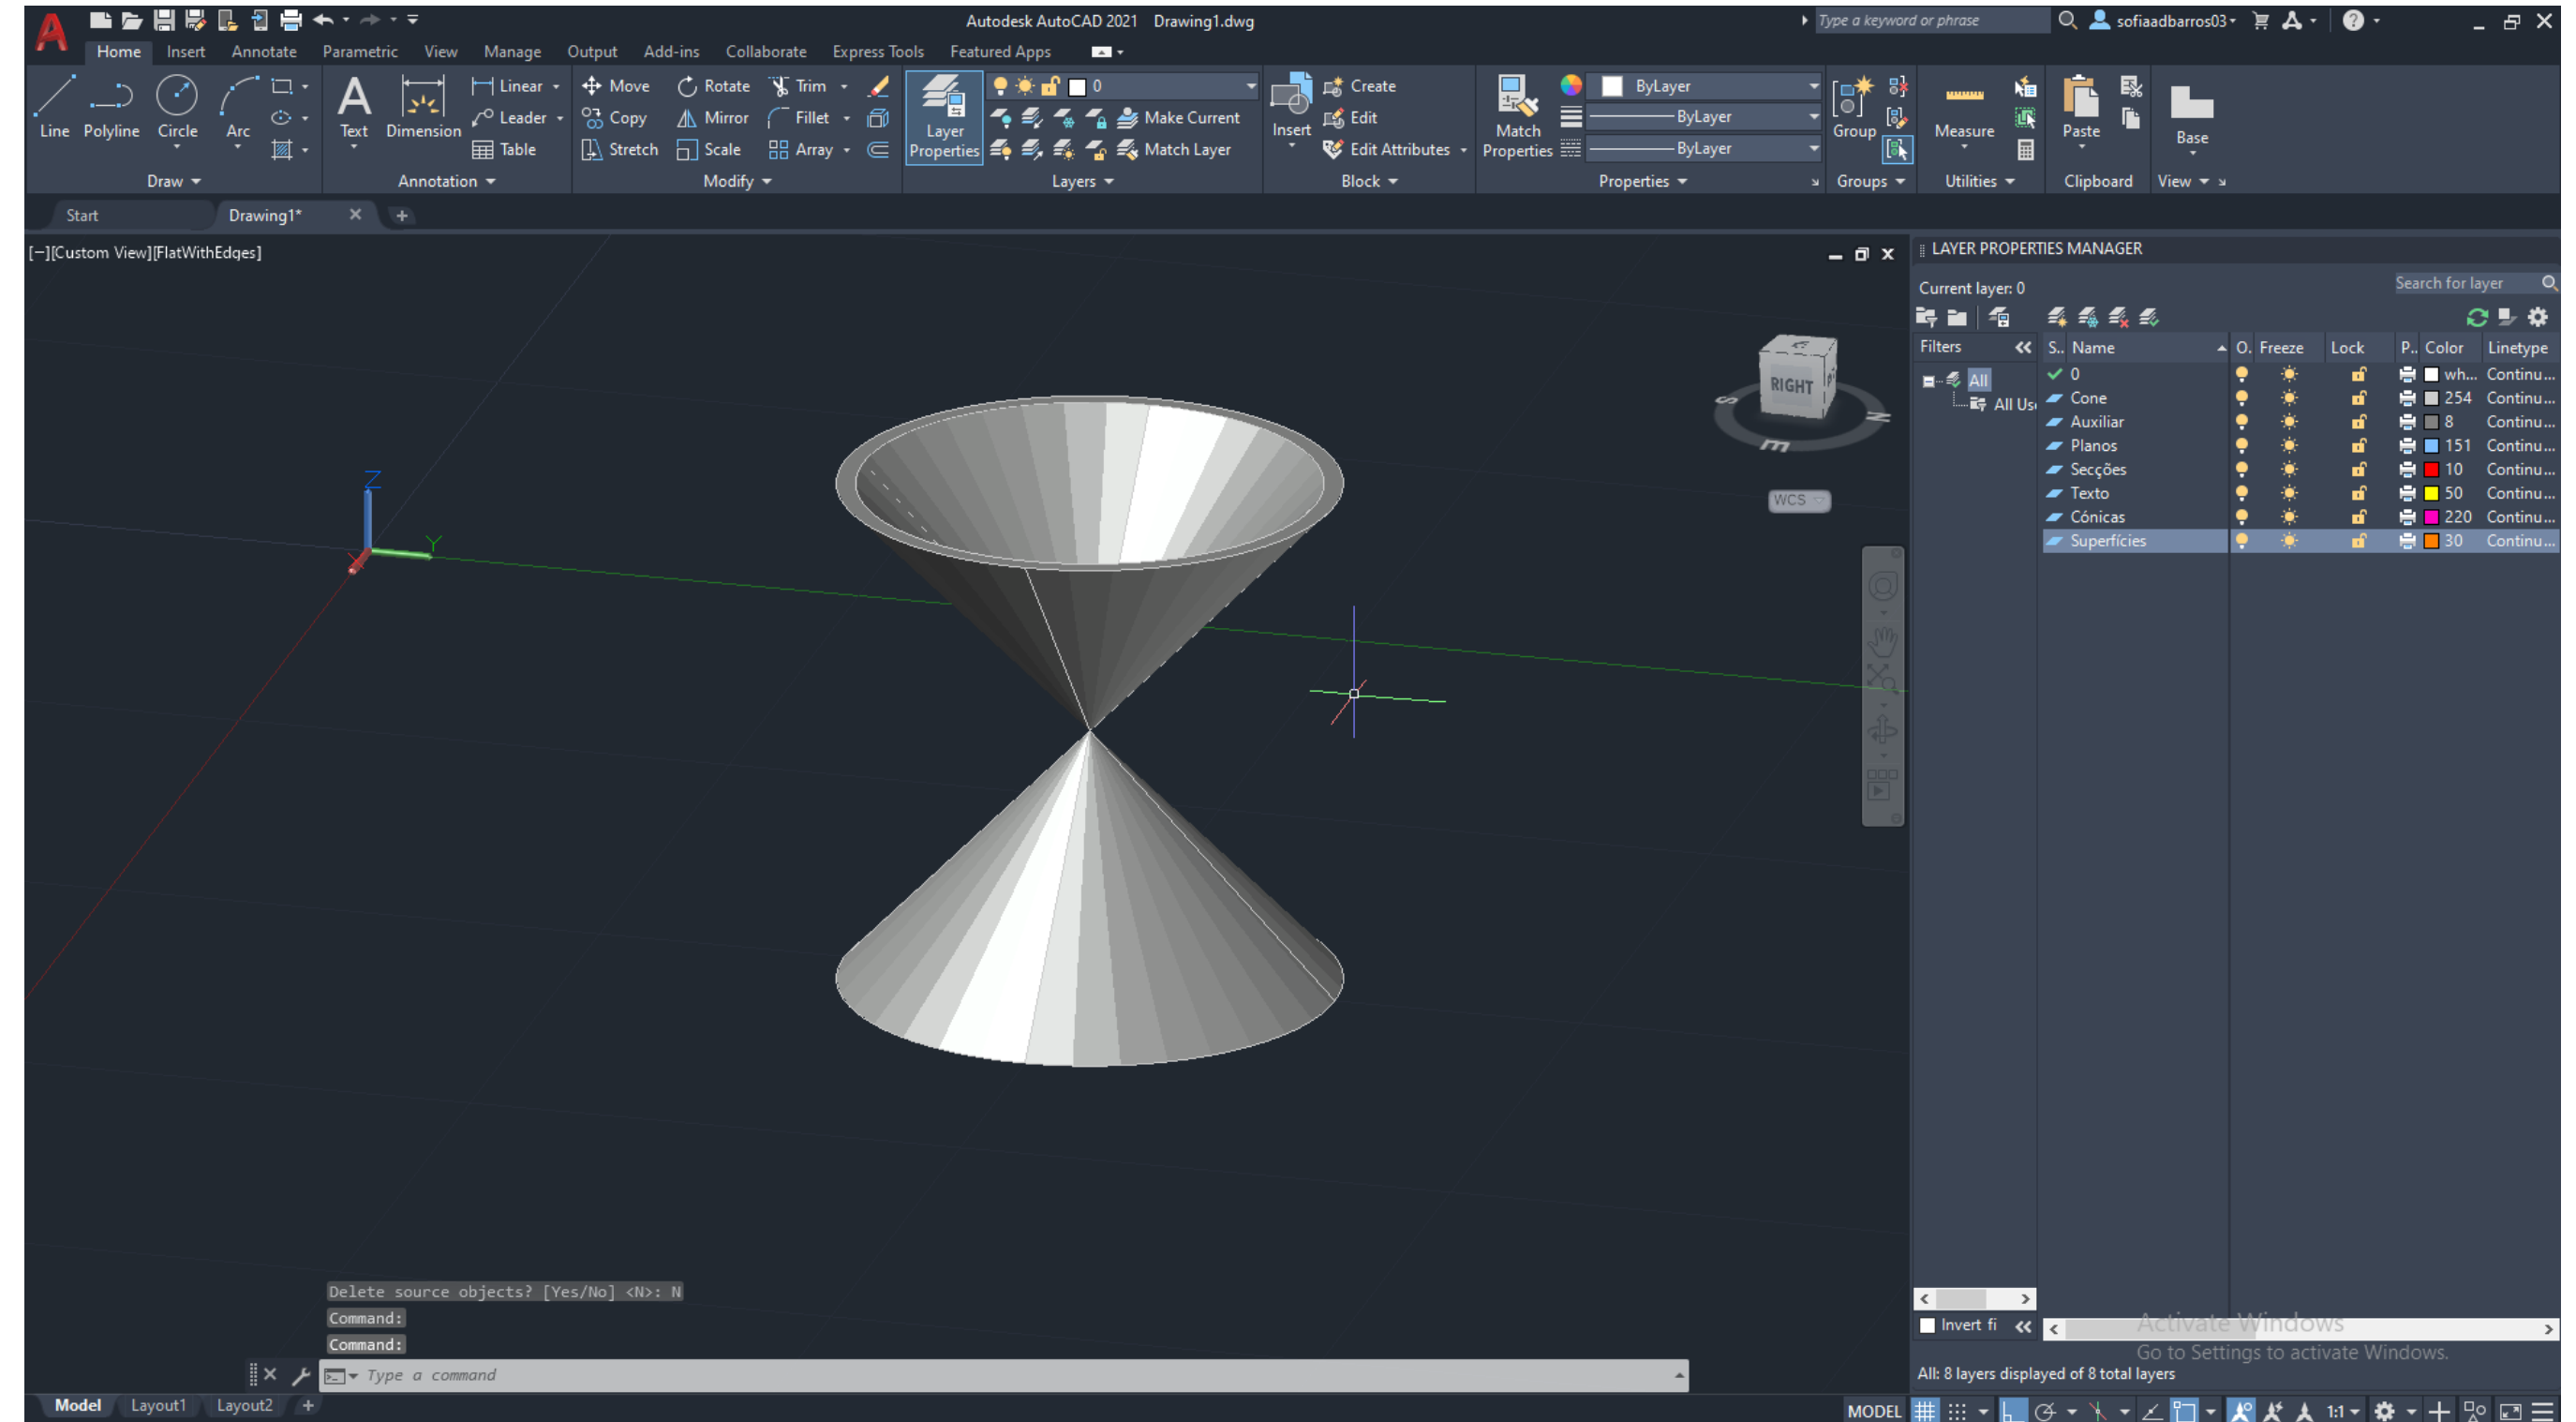 Autodesk AutoCAD 2021 Drawing1.dwg
Type a keyword or phrase
sofiaadbarros03
Home Insert Annotate Parametric View Manage Output Add-ins Collaborate Express Tools Featured Apps
Line Polyline Circle Arc
Text Dimension
Linear
Leader
Table
Move Rotate Trim
Copy Mirror Fillet
Stretch Scale Array
Layer
Properties
0
Make Current
Match Layer
Insert
Create
Edit
Edit Attributes
Match
Properties
ByLayer
ByLayer
ByLayer
Group
Measure
Paste
Base
Draw Annotation Modify Layers Block Properties Groups Utilities Clipboard View
Start Drawing1*
[−][Custom View][FlatWithEdges]
RIGHT
S
E
N
WCS
Z
Y
X
LAYER PROPERTIES MANAGER
Current layer: 0
Search for layer
Filters
All
All Us
S.. Name O. Freeze Lock P.. Color Linetype
0 wh... Continu...
Cone 254 Continu...
Auxiliar 8 Continu...
Planos 151 Continu...
Secções 10 Continu...
Texto 50 Continu...
Cónicas 220 Continu...
Superfícies 30 Continu...
Delete source objects? [Yes/No] <N>: N
Command:
Command:
Type a command
Invert fi
Activate Windows
Go to Settings to activate Windows.
All: 8 layers displayed of 8 total layers
Model Layout1 Layout2
MODEL
1:1